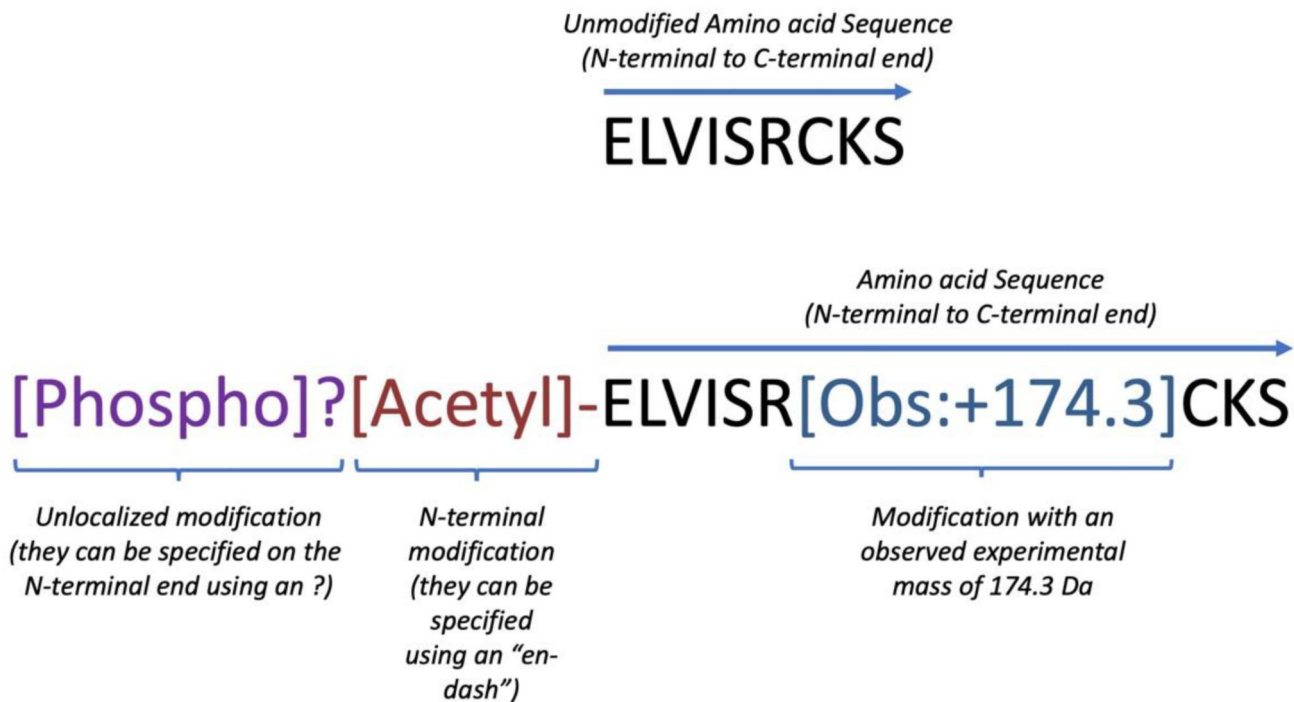 Unmodified Amino acid Sequence
(N-terminal to C-terminal end)
ELVISRCKS
Amino acid Sequence
(N-terminal to C-terminal end)
[Phospho]?[Acetyl]-ELVISR[Obs:+174.3]CKS
Unlocalized modification
(they can be specified on the
N-terminal end using an ?)
N-terminal
modification
(they can be
specified
using an “en-
dash”)
Modification with an
observed experimental
mass of 174.3 Da